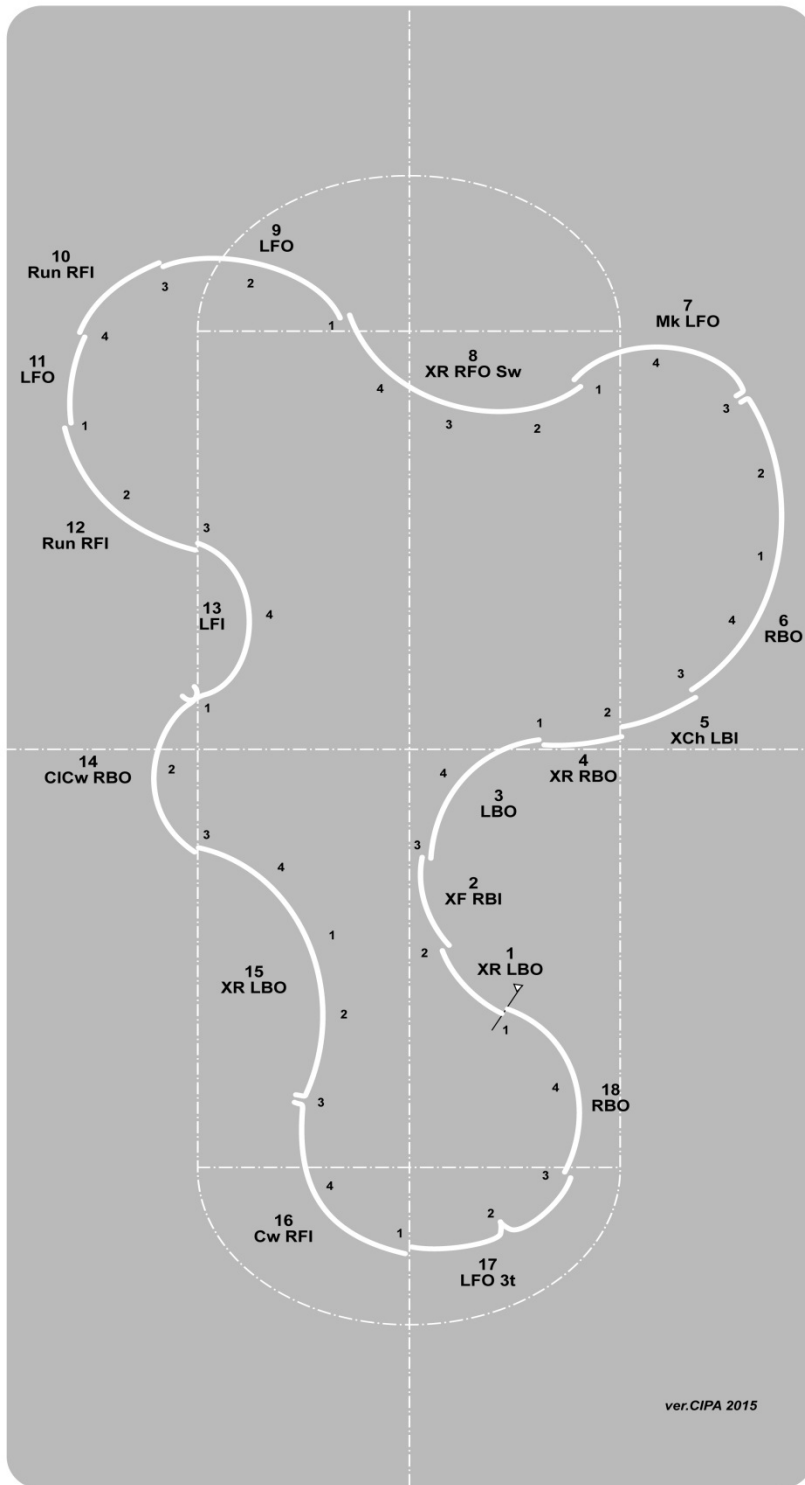 9
LFO
10
Run RFI
3
2
7
Mk LFO
1
4
11
LFO
8
XR RFO Sw
4
4
1
3
1
3
2
2
2
12
Run RFI
3
1
13
LFI
4
4
6
RBO
3
1
1
2
5
XCh LBI
14
ClCw RBO
2
4
4
XR RBO
3
LBO
3
3
4
2
XF RBI
1
2
1
XR LBO
15
XR LBO
2
1
4
18
RBO
3
3
4
2
16
Cw RFI
1
17
LFO 3t
ver.CIPA 2015